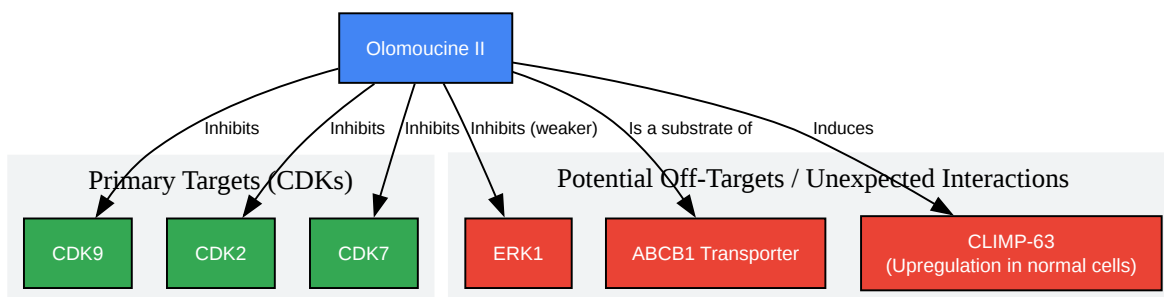 Olomoucine II
Inhibits
Inhibits
Inhibits
Inhibits (weaker)
Is a substrate of
Induces
Primary Targets (CDKs)
Potential Off-Targets / Unexpected Interactions
CDK9
CDK2
CDK7
ERK1
ABCB1 Transporter
CLIMP-63
(Upregulation in normal cells)